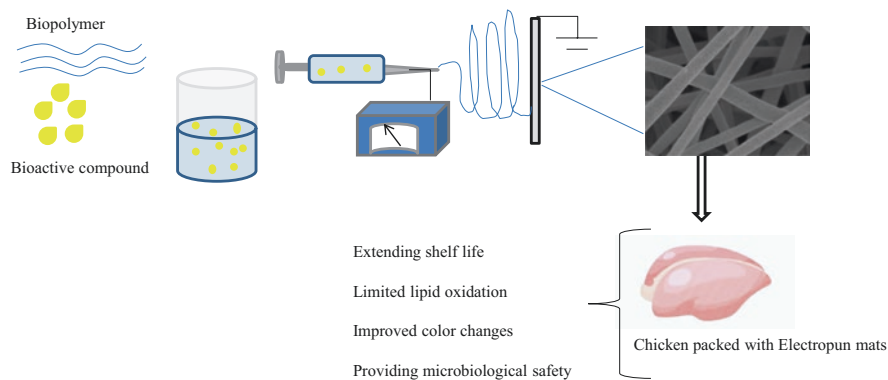 Biopolymer
Bioactive compound
Extending shelf life
Limited lipid oxidation
Improved color changes
Providing microbiological safety
Chicken packed with Electropun mats